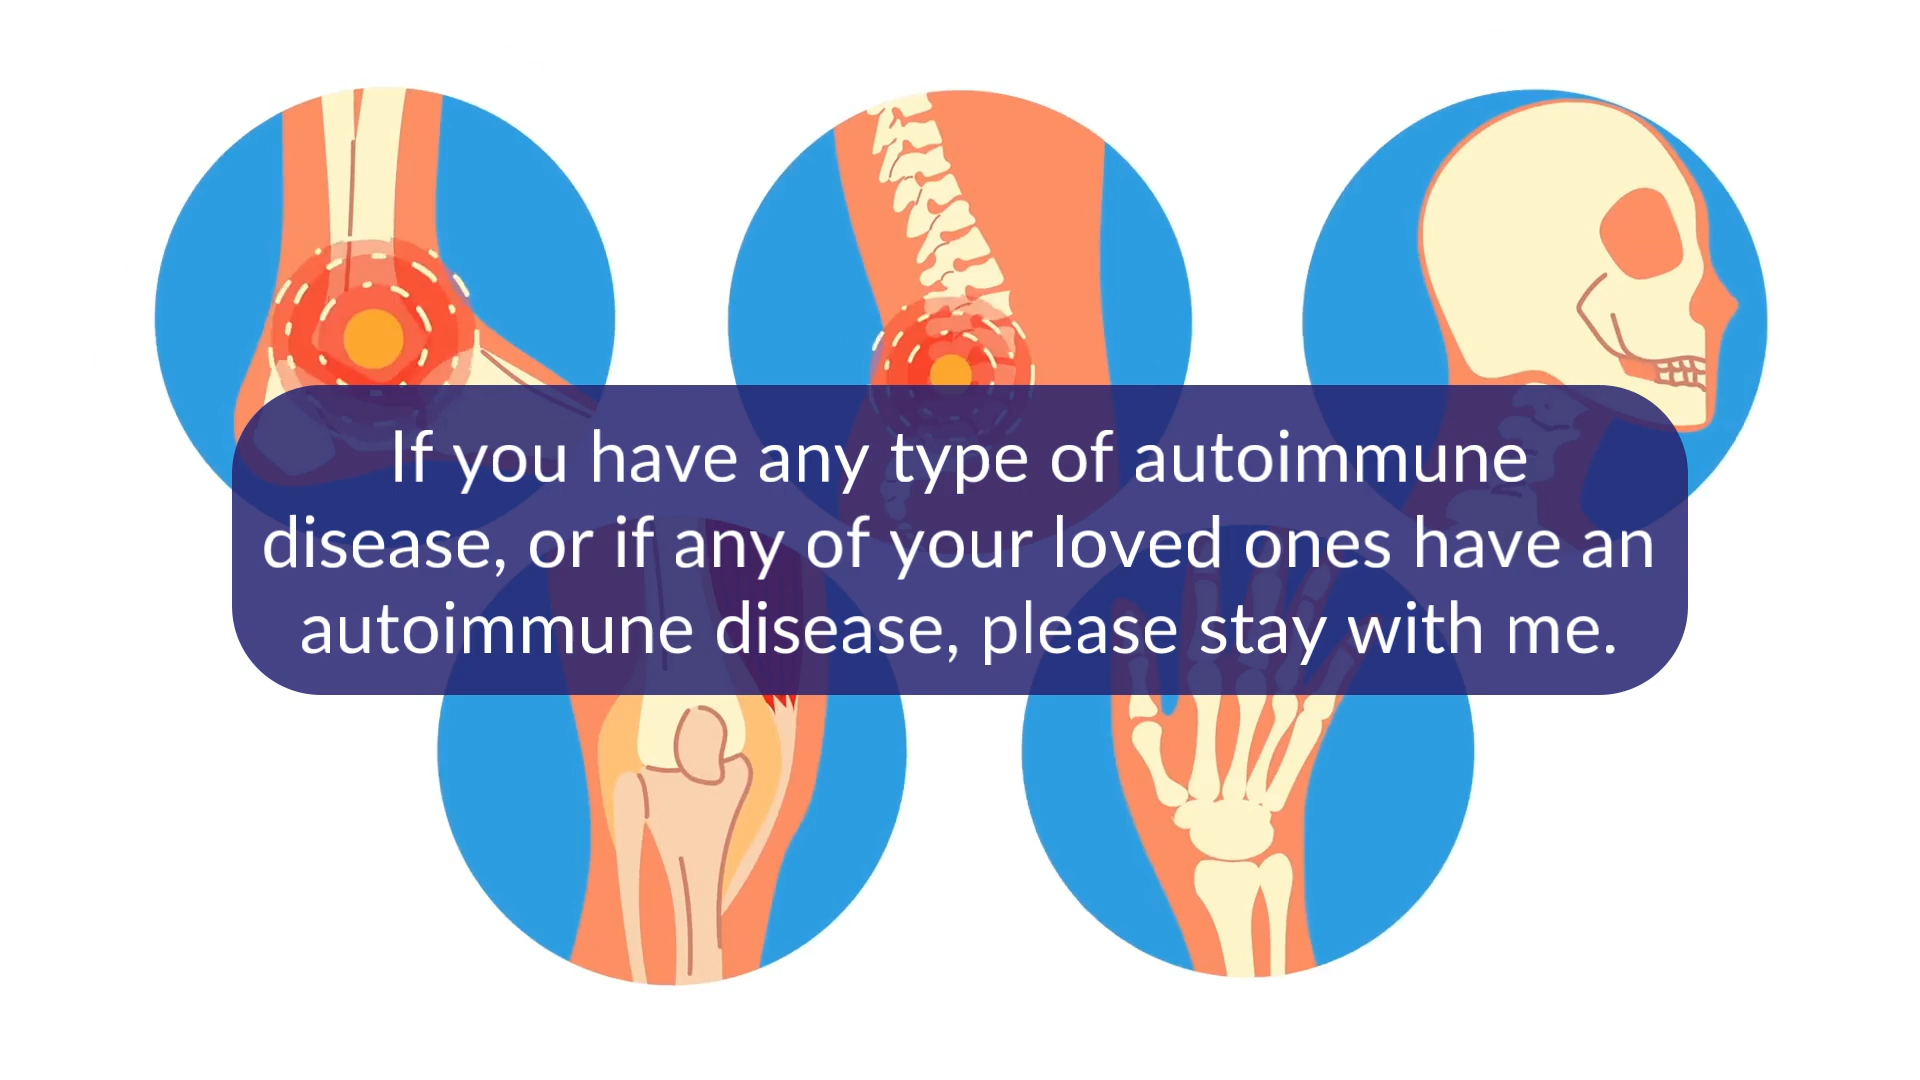 If you have any type of autoimmune
disease, or if any of your loved ones have an
autoimmune disease, please stay with me.